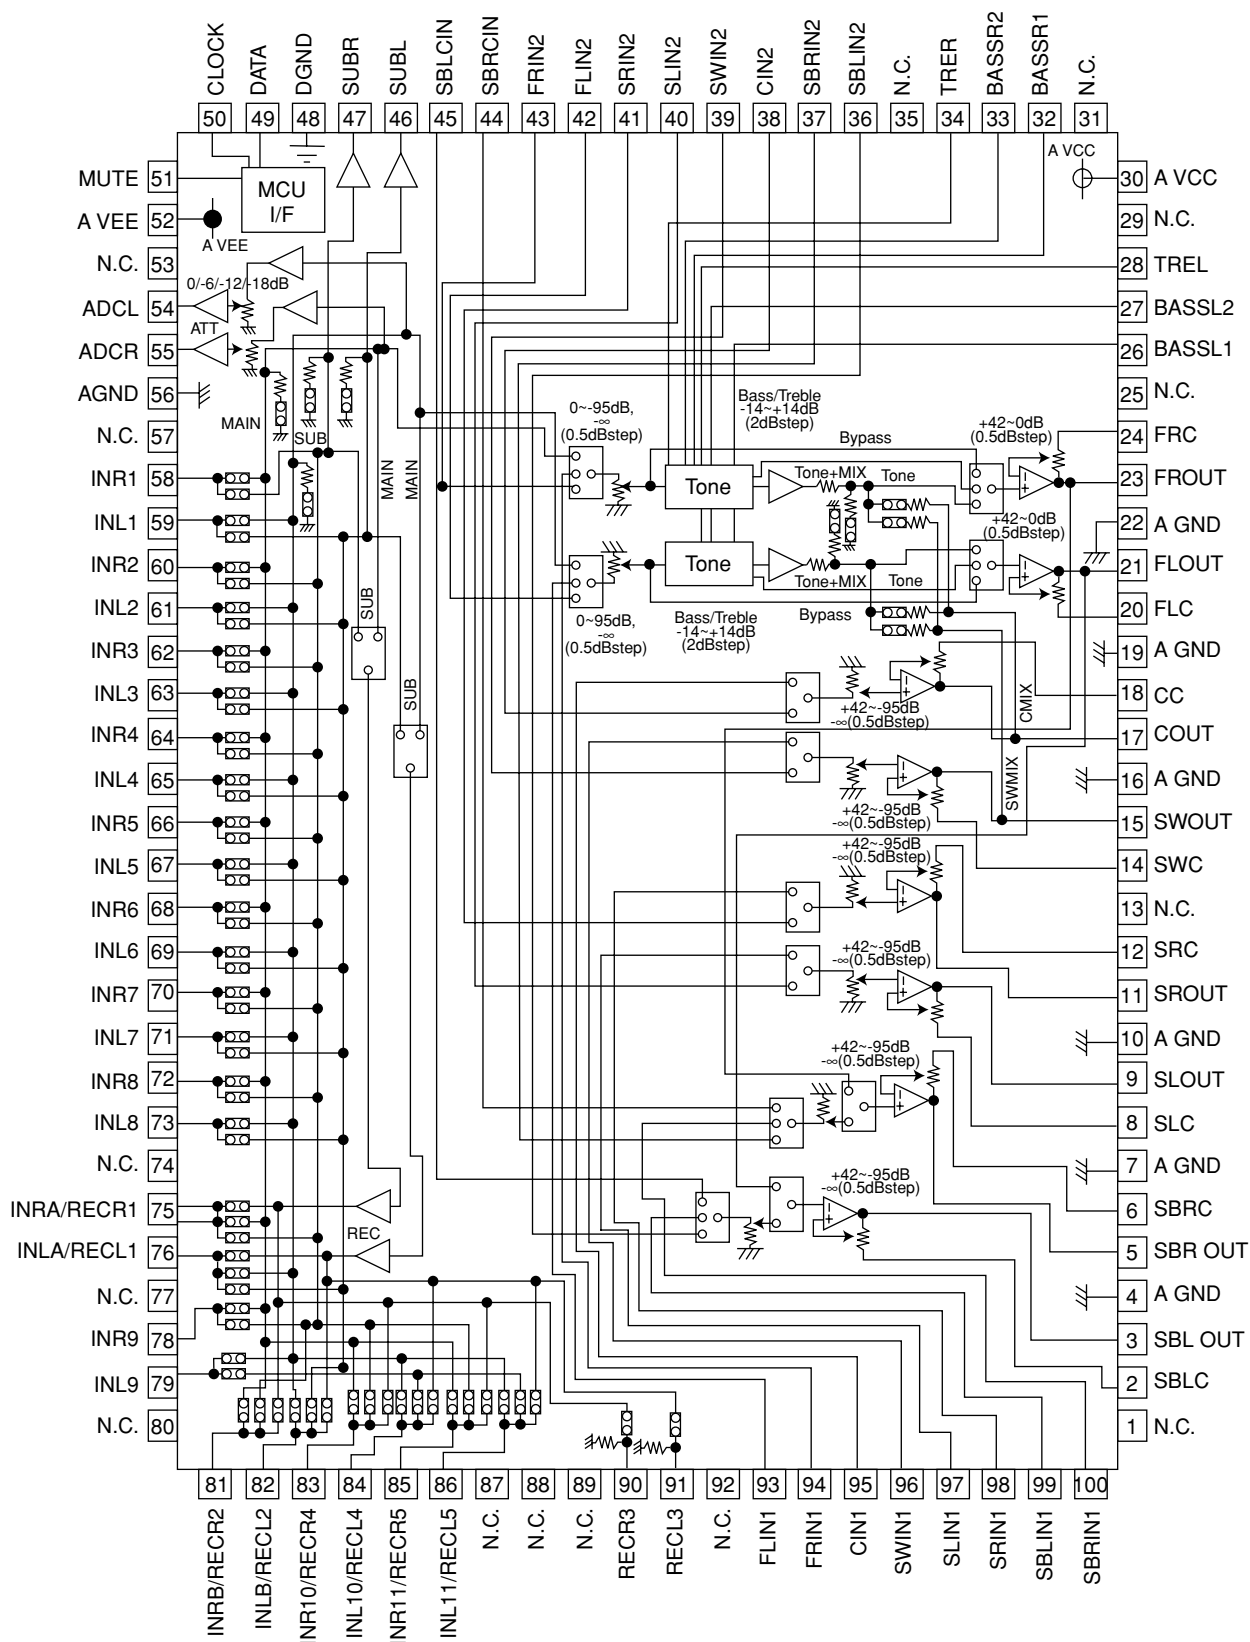 CLOCK
DATA
DGND
SUBR
SUBL
SBLCIN
SBRCIN
FRIN2
FLIN2
SRIN2
SLIN2
SWIN2
CIN2
SBRIN2
SBLIN2
N.C.
TRER
BASSR2
BASSR1
N.C.
50 49 48 47 46 45 44 43 42 41 40 39 38 37 36 35 34 33 32 31
MUTE 51
A VEE 52
N.C. 53
ADCL 54
ADCR 55
AGND 56
N.C. 57
INR1 58
INL1 59
INR2 60
INL2 61
INR3 62
INL3 63
INR4 64
INL4 65
INR5 66
INL5 67
INR6 68
INL6 69
INR7 70
INL7 71
INR8 72
INL8 73
N.C. 74
INRA/RECR1 75
INLA/RECL1 76
N.C. 77
INR9 78
INL9 79
N.C. 80
MCU
I/F
A VEE
0/-6/-12/-18dB
ATT
MAIN
SUB
MAIN
MAIN
SUB
SUB
REC
A VCC
0~-95dB,
-∞
(0.5dBstep)
Bass/Treble
-14~+14dB
(2dBstep)
Bypass
+42~0dB
(0.5dBstep)
Tone
Tone+MIX
Tone
+42~0dB
(0.5dBstep)
Tone
Tone+MIX
Tone
0~95dB,
-∞
(0.5dBstep)
Bass/Treble
-14~+14dB
(2dBstep)
Bypass
+42~-95dB
-∞(0.5dBstep)
CMIX
SWMIX
+42~-95dB
-∞(0.5dBstep)
+42~-95dB
-∞(0.5dBstep)
+42~-95dB
-∞(0.5dBstep)
+42~-95dB
-∞(0.5dBstep)
+42~-95dB
-∞(0.5dBstep)
30 A VCC
29 N.C.
28 TREL
27 BASSL2
26 BASSL1
25 N.C.
24 FRC
23 FROUT
22 A GND
21 FLOUT
20 FLC
19 A GND
18 CC
17 COUT
16 A GND
15 SWOUT
14 SWC
13 N.C.
12 SRC
11 SROUT
10 A GND
9 SLOUT
8 SLC
7 A GND
6 SBRC
5 SBR OUT
4 A GND
3 SBL OUT
2 SBLC
1 N.C.
81 82 83 84 85 86 87 88 89 90 91 92 93 94 95 96 97 98 99 100
INRB/RECR2
INLB/RECL2
INR10/RECR4
INL10/RECL4
INR11/RECR5
INL11/RECL5
N.C.
N.C.
N.C.
RECR3
RECL3
N.C.
FLIN1
FRIN1
CIN1
SWIN1
SLIN1
SRIN1
SBLIN1
SBRIN1